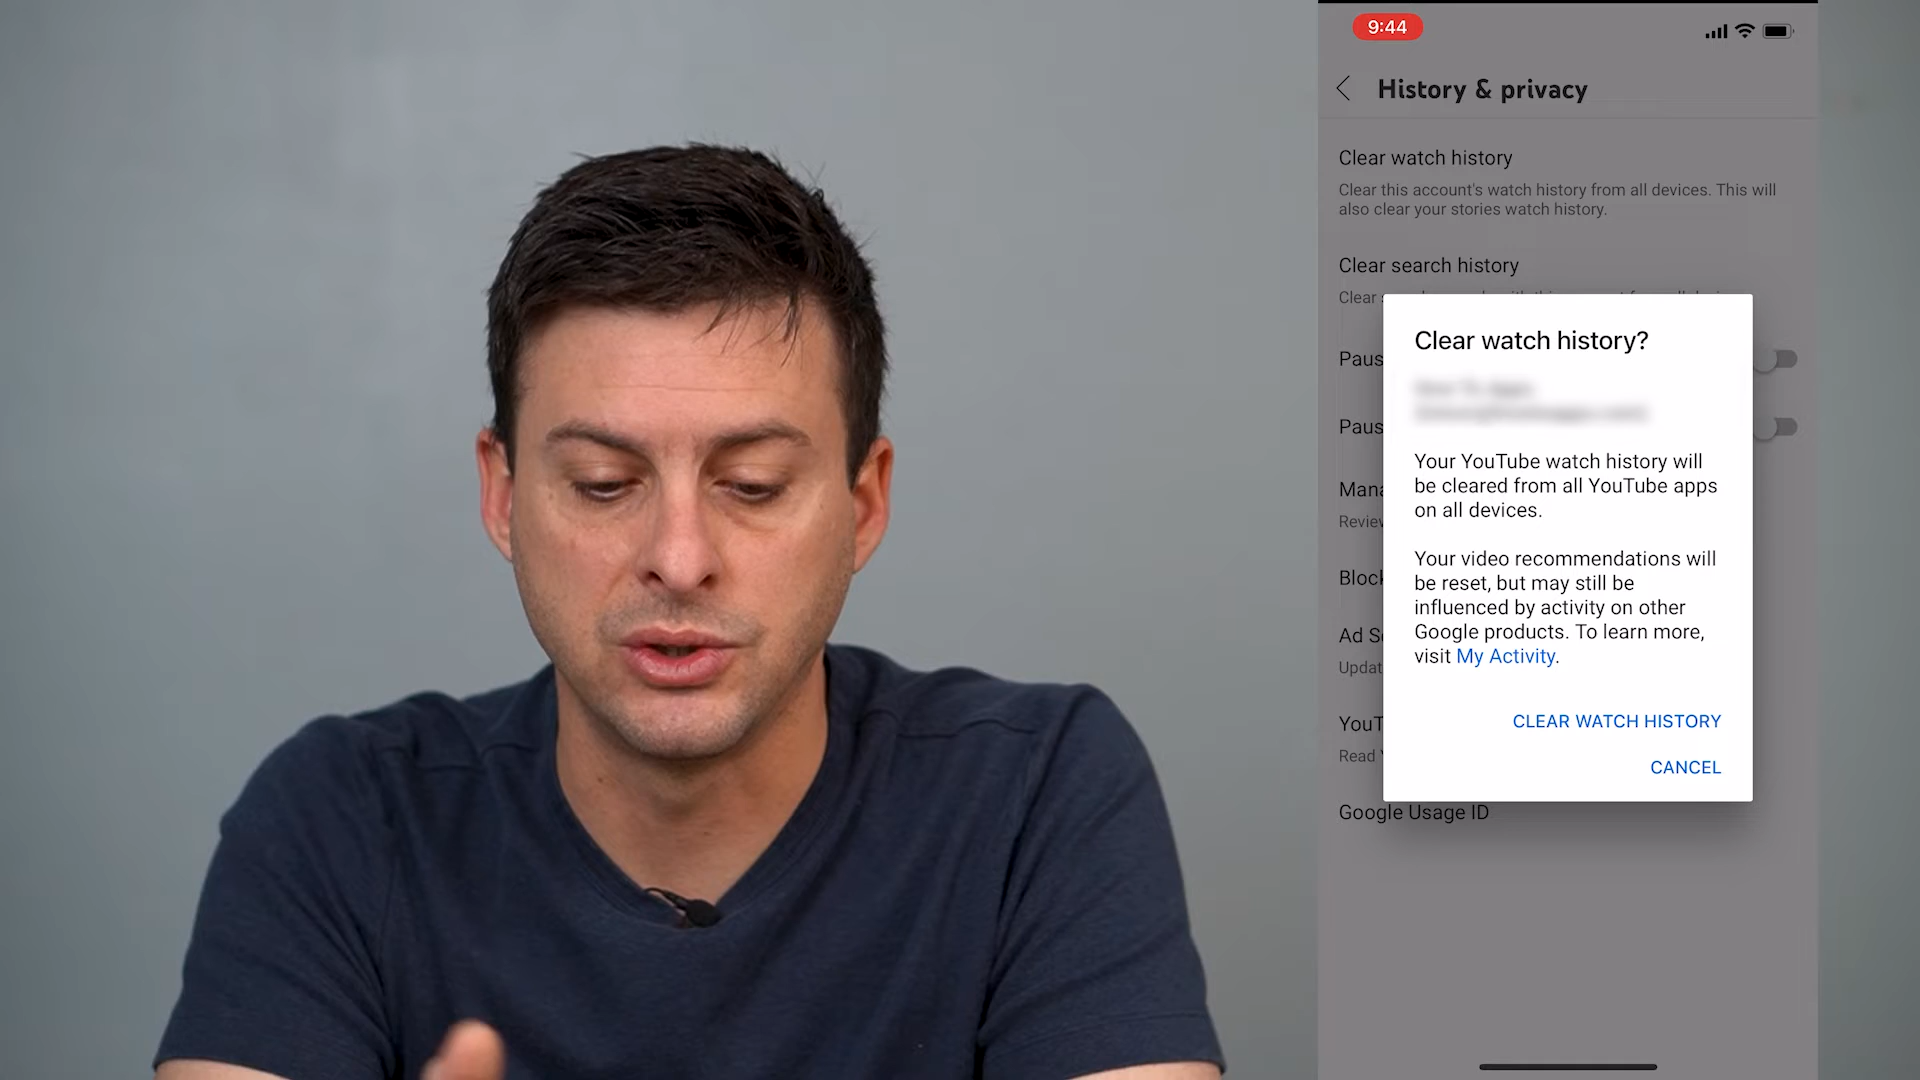 9:44
History & privacy
Clear watch history
Clear this account's watch history from all devices. This will
also clear your stories watch history.
Clear search history
Clear
Clear watch history?
Paus
Paus
Your YouTube watch history will
be cleared from all YouTube apps
on all devices.
Mana
Review
Your video recommendations will
be reset, but may still be
influenced by activity on other
Google products. To learn more,
visit My Activity.
Block
Ad Se
Updat
YouT
Read
CLEAR WATCH HISTORY
CANCEL
Google Usage ID